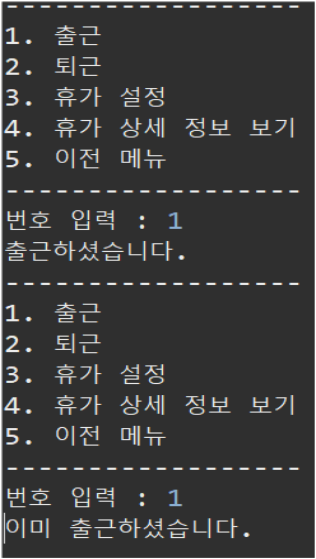 ------------------
1. 출근
2. 퇴근
3. 휴가 설정
4. 휴가 상세 정보 보기
5. 이전 메뉴
------------------
번호 입력 : 1
출근하셨습니다.
------------------
1. 출근
2. 퇴근
3. 휴가 설정
4. 휴가 상세 정보 보기
5. 이전 메뉴
------------------
번호 입력 : 1
이미 출근하셨습니다.